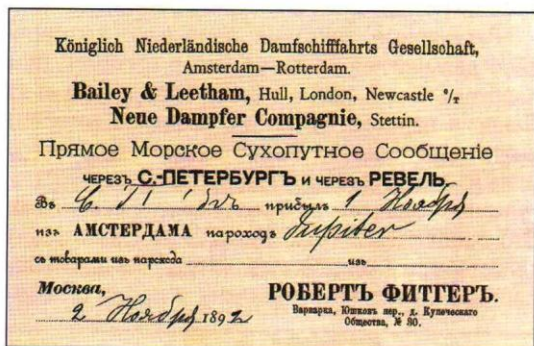 Königlich Niederländische Damfschifffahrts Gesellschaft,
Amsterdam—Rotterdam.
Bailey & Leetham, Hull, London, Newcastle º/T
Neue Dampfer Compagnie, Stettin.
Прямое Морское Сухопутное Сообщеніе
ЧЕРЕЗЪ С.-ПЕТЕРБУРГЪ И ЧЕРЕЗЪ РЕВЕЛЬ.
Въ С. прибылъ 1 Ноября
изъ АМСТЕРДАМА пароходъ Jupiter
съ товарами изъ парохода изъ
Москва,
2 Ноября 1892
РОБЕРТЪ ФИТГЕРЪ.
Варварка, Юшковъ пер., д. Купеческаго
Общества, № 30.